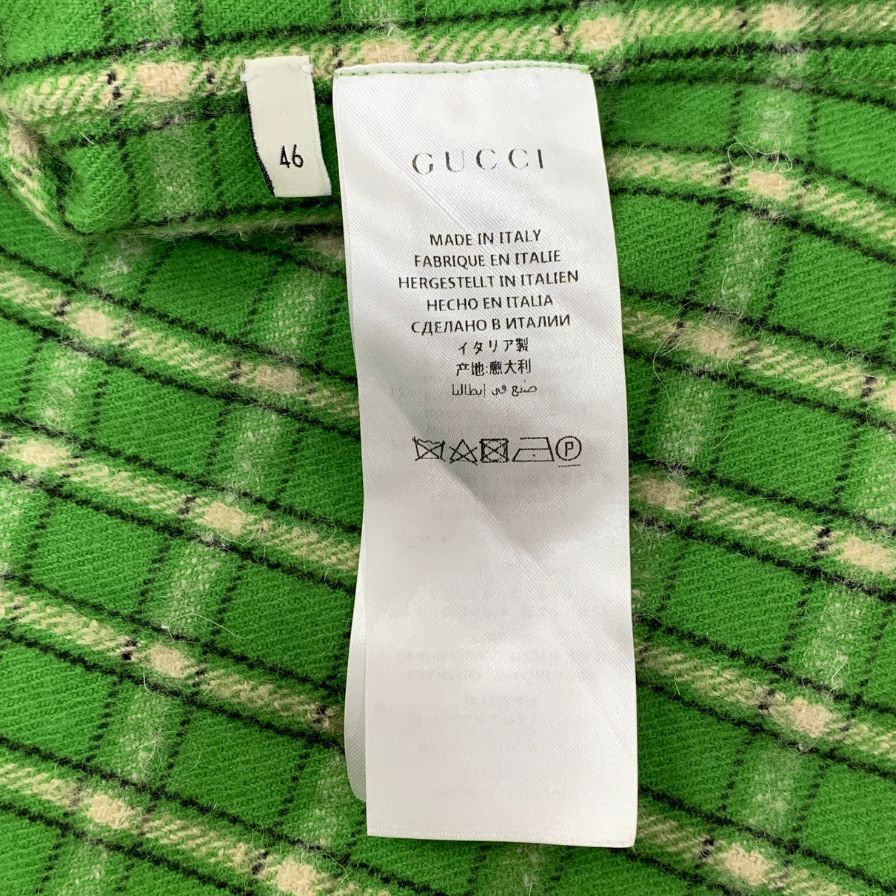 46
GUCCI
MADE IN ITALY
FABRIQUE EN ITALIE
HERGESTELLT IN ITALIEN
HECHO EN ITALIA
СДЕЛАНО В ИТАЛИИ
イタリア製
产地:意大利
صنع في إيطاليا
P